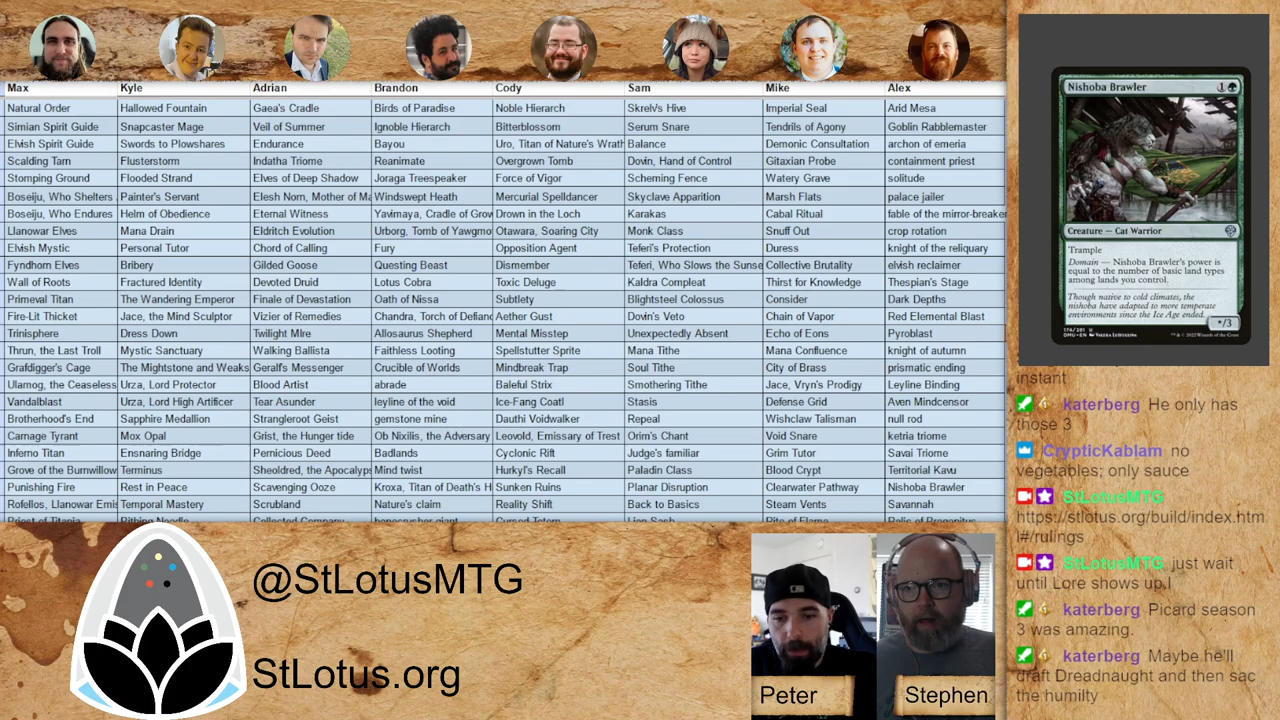 Max Kyle Adrian Brandon Cody Sam Mike Alex
Natural Order Hallowed Fountain Gaea's Cradle Birds of Paradise Noble Hierarch Skrelv's Hive Imperial Seal Arid Mesa
Simian Spirit Guide Snapcaster Mage Veil of Summer Ignoble Hierarch Bitterblossom Serum Snare Tendrils of Agony Goblin Rabblemaster
Elvish Spirit Guide Swords to Plowshares Endurance Bayou Uro, Titan of Nature's Wrath Balance Demonic Consultation archon of emeria
Scalding Tarn Flusterstorm Indatha Triome Reanimate Overgrown Tomb Dovin, Hand of Control Gitaxian Probe containment priest
Stomping Ground Flooded Strand Elves of Deep Shadow Joraga Treespeaker Force of Vigor Scheming Fence Watery Grave solitude
Boseiju, Who Shelters Painter's Servant Elesh Norn, Mother of Ma Windswept Heath Mercurial Spelldancer Skyclave Apparition Marsh Flats palace jailer
Boseiju, Who Endures Helm of Obedience Eternal Witness Yavimaya, Cradle of Grow Drown in the Loch Karakas Cabal Ritual fable of the mirror-breaker
Llanowar Elves Mana Drain Eldritch Evolution Urborg, Tomb of Yawgmo Otawara, Soaring City Monk Class Snuff Out crop rotation
Elvish Mystic Personal Tutor Chord of Calling Fury Opposition Agent Teferi's Protection Duress knight of the reliquary
Fyndhorn Elves Bribery Gilded Goose Questing Beast Dismember Teferi, Who Slows the Sunse Collective Brutality elvish reclaimer
Wall of Roots Fractured Identity Devoted Druid Lotus Cobra Toxic Deluge Kaldra Compleat Thirst for Knowledge Thespian's Stage
Primeval Titan The Wandering Emperor Finale of Devastation Oath of Nissa Subtlety Blightsteel Colossus Consider Dark Depths
Fire-Lit Thicket Jace, the Mind Sculptor Vizier of Remedies Chandra, Torch of Defianc Aether Gust Dovin's Veto Chain of Vapor Red Elemental Blast
Trinisphere Dress Down Twilight MIre Allosaurus Shepherd Mental Misstep Unexpectedly Absent Echo of Eons Pyroblast
Thrun, the Last Troll Mystic Sanctuary Walking Ballista Faithless Looting Spellstutter Sprite Mana Tithe Mana Confluence knight of autumn
Grafdigger's Cage The Mightstone and Weaks Geralf's Messenger Crucible of Worlds Mindbreak Trap Soul Tithe City of Brass prismatic ending
Ulamog, the Ceaseless Urza, Lord Protector Blood Artist abrade Baleful Strix Smothering Tithe Jace, Vryn's Prodigy Leyline Binding
Vandalblast Urza, Lord High Artificer Tear Asunder leyline of the void Ice-Fang Coatl Stasis Defense Grid Aven Mindcensor
Brotherhood's End Sapphire Medallion Strangleroot Geist gemstone mine Dauthi Voidwalker Repeal Wishclaw Talisman null rod
Carnage Tyrant Mox Opal Grist, the Hunger tide Ob Nixilis, the Adversary Leovold, Emissary of Trest Orim's Chant Void Snare ketria triome
Inferno Titan Ensnaring Bridge Pernicious Deed Badlands Cyclonic Rift Judge's familiar Grim Tutor Savai Triome
Grove of the Burnwillow Terminus Sheoldred, the Apocalyps Mind twist Hurkyl's Recall Paladin Class Blood Crypt Territorial Kavu
Punishing Fire Rest in Peace Scavenging Ooze Kroxa, Titan of Death's H Sunken Ruins Planar Disruption Clearwater Pathway Nishoba Brawler
Rofellos, Llanowar Emis Temporal Mastery Scrubland Nature's claim Reality Shift Back to Basics Steam Vents Savannah
Priest of Titania Pithing Needle Collected Company bonecrusher giant Cursed Totem Lion Sash Rite of Flame Relic of Progenitus
Nishoba Brawler 1
Creature — Cat Warrior
Trample
Domain — Nishoba Brawler's power is
equal to the number of basic land types
among lands you control.
Though native to cold climates, the
nishoba have adapted to more temperate
environments since the Ice Age ended.
*/3
instant
katerberg He only has
those 3
CrypticKablam no
vegetables; only sauce
StLotusMTG
https://stlotus.org/build/index.htm
l#/rulings
StLotusMTG just wait
until Lore shows up,l
katerberg Picard season
3 was amazing.
katerberg Maybe he'll
draft Dreadnaught and then sac
the humilty
@StLotusMTG
StLotus.org
Peter
Stephen